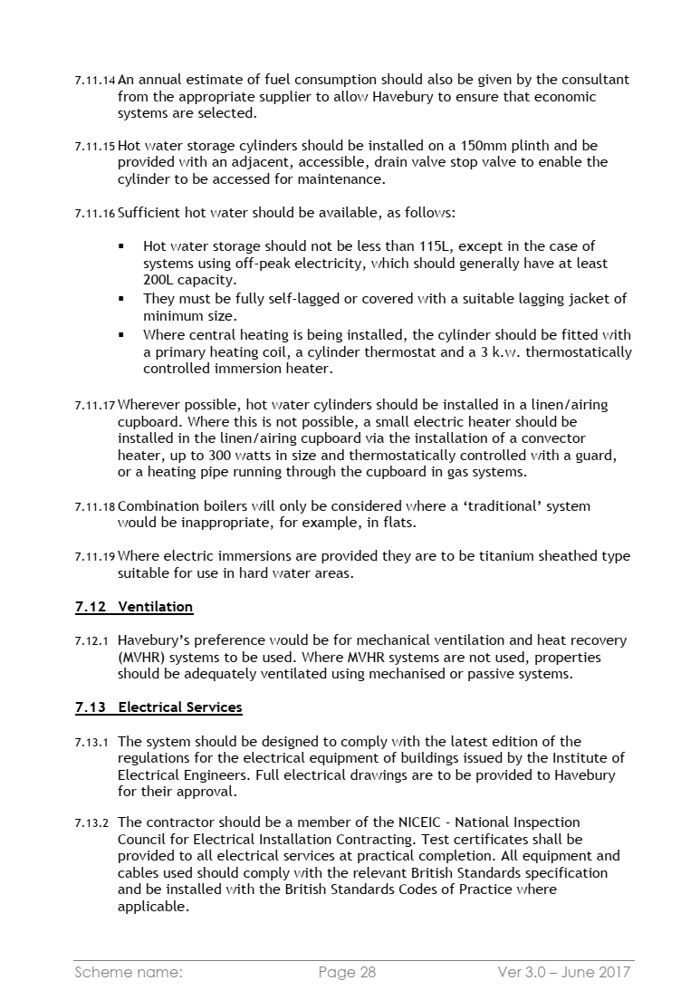 7.11.14 An annual estimate of fuel consumption should also be given by the consultant
from the appropriate supplier to allow Havebury to ensure that economic
systems are selected.
7.11.15 Hot water storage cylinders should be installed on a 150mm plinth and be
provided with an adjacent, accessible, drain valve stop valve to enable the
cylinder to be accessed for maintenance.
7.11.16 Sufficient hot water should be available, as follows:
▪ Hot water storage should not be less than 115L, except in the case of
systems using off-peak electricity, which should generally have at least
200L capacity.
▪ They must be fully self-lagged or covered with a suitable lagging jacket of
minimum size.
▪ Where central heating is being installed, the cylinder should be fitted with
a primary heating coil, a cylinder thermostat and a 3 k.w. thermostatically
controlled immersion heater.
7.11.17 Wherever possible, hot water cylinders should be installed in a linen/airing
cupboard. Where this is not possible, a small electric heater should be
installed in the linen/airing cupboard via the installation of a convector
heater, up to 300 watts in size and thermostatically controlled with a guard,
or a heating pipe running through the cupboard in gas systems.
7.11.18 Combination boilers will only be considered where a ‘traditional’ system
would be inappropriate, for example, in flats.
7.11.19 Where electric immersions are provided they are to be titanium sheathed type
suitable for use in hard water areas.
7.12 Ventilation
7.12.1 Havebury’s preference would be for mechanical ventilation and heat recovery
(MVHR) systems to be used. Where MVHR systems are not used, properties
should be adequately ventilated using mechanised or passive systems.
7.13 Electrical Services
7.13.1 The system should be designed to comply with the latest edition of the
regulations for the electrical equipment of buildings issued by the Institute of
Electrical Engineers. Full electrical drawings are to be provided to Havebury
for their approval.
7.13.2 The contractor should be a member of the NICEIC - National Inspection
Council for Electrical Installation Contracting. Test certificates shall be
provided to all electrical services at practical completion. All equipment and
cables used should comply with the relevant British Standards specification
and be installed with the British Standards Codes of Practice where
applicable.
Scheme name: Page 28 Ver 3.0 – June 2017